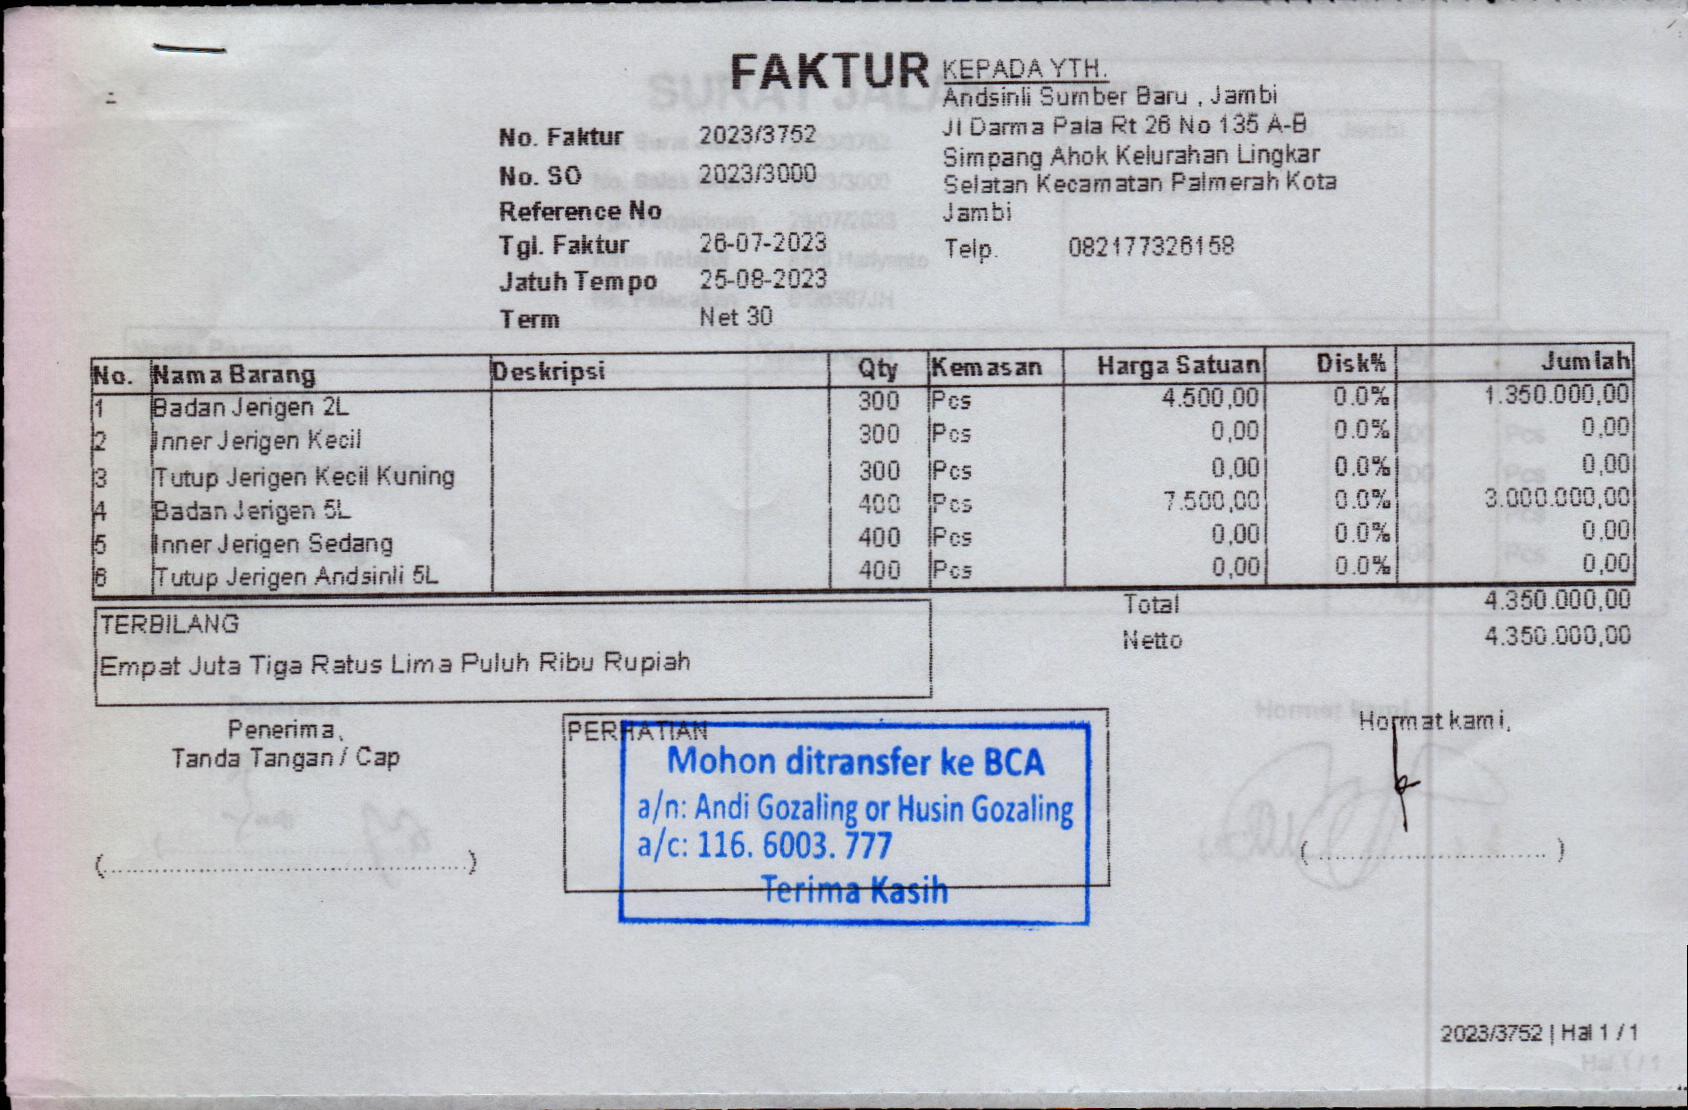 FAKTUR
KEPADA YTH.
Andsinli Sumber Baru , Jambi
Jl Darma Pala Rt 26 No 135 A-B
Simpang Ahok Kelurahan Lingkar
Selatan Kecamatan Palmerah Kota
Jambi
Telp. 082177326158
No. Faktur 2023/3752
No. SO 2023/3000
Reference No
Tgl. Faktur 26-07-2023
Jatuh Tempo 25-08-2023
Term Net 30
No. Nama Barang Deskripsi Qty Kemasan Harga Satuan Disk% Jumlah
1 Badan Jerigen 2L 300 Pcs 4.500,00 0.0% 1.350.000,00
2 Inner Jerigen Kecil 300 Pcs 0,00 0.0% 0,00
3 Tutup Jerigen Kecil Kuning 300 Pcs 0,00 0.0% 0,00
4 Badan Jerigen 5L 400 Pcs 7.500,00 0.0% 3.000.000,00
5 Inner Jerigen Sedang 400 Pcs 0,00 0.0% 0,00
6 Tutup Jerigen Andsinli 5L 400 Pcs 0,00 0.0% 0,00
Total 4.350.000,00
Netto 4.350.000,00
TERBILANG
Empat Juta Tiga Ratus Lima Puluh Ribu Rupiah
Penerima,
Tanda Tangan / Cap
(..........................................................)
PERHATIAN
Mohon ditransfer ke BCA
a/n: Andi Gozaling or Husin Gozaling
a/c: 116. 6003. 777
Terima Kasih
Hormat kami,
(.....................................)
2023/3752 | Hal 1 / 1